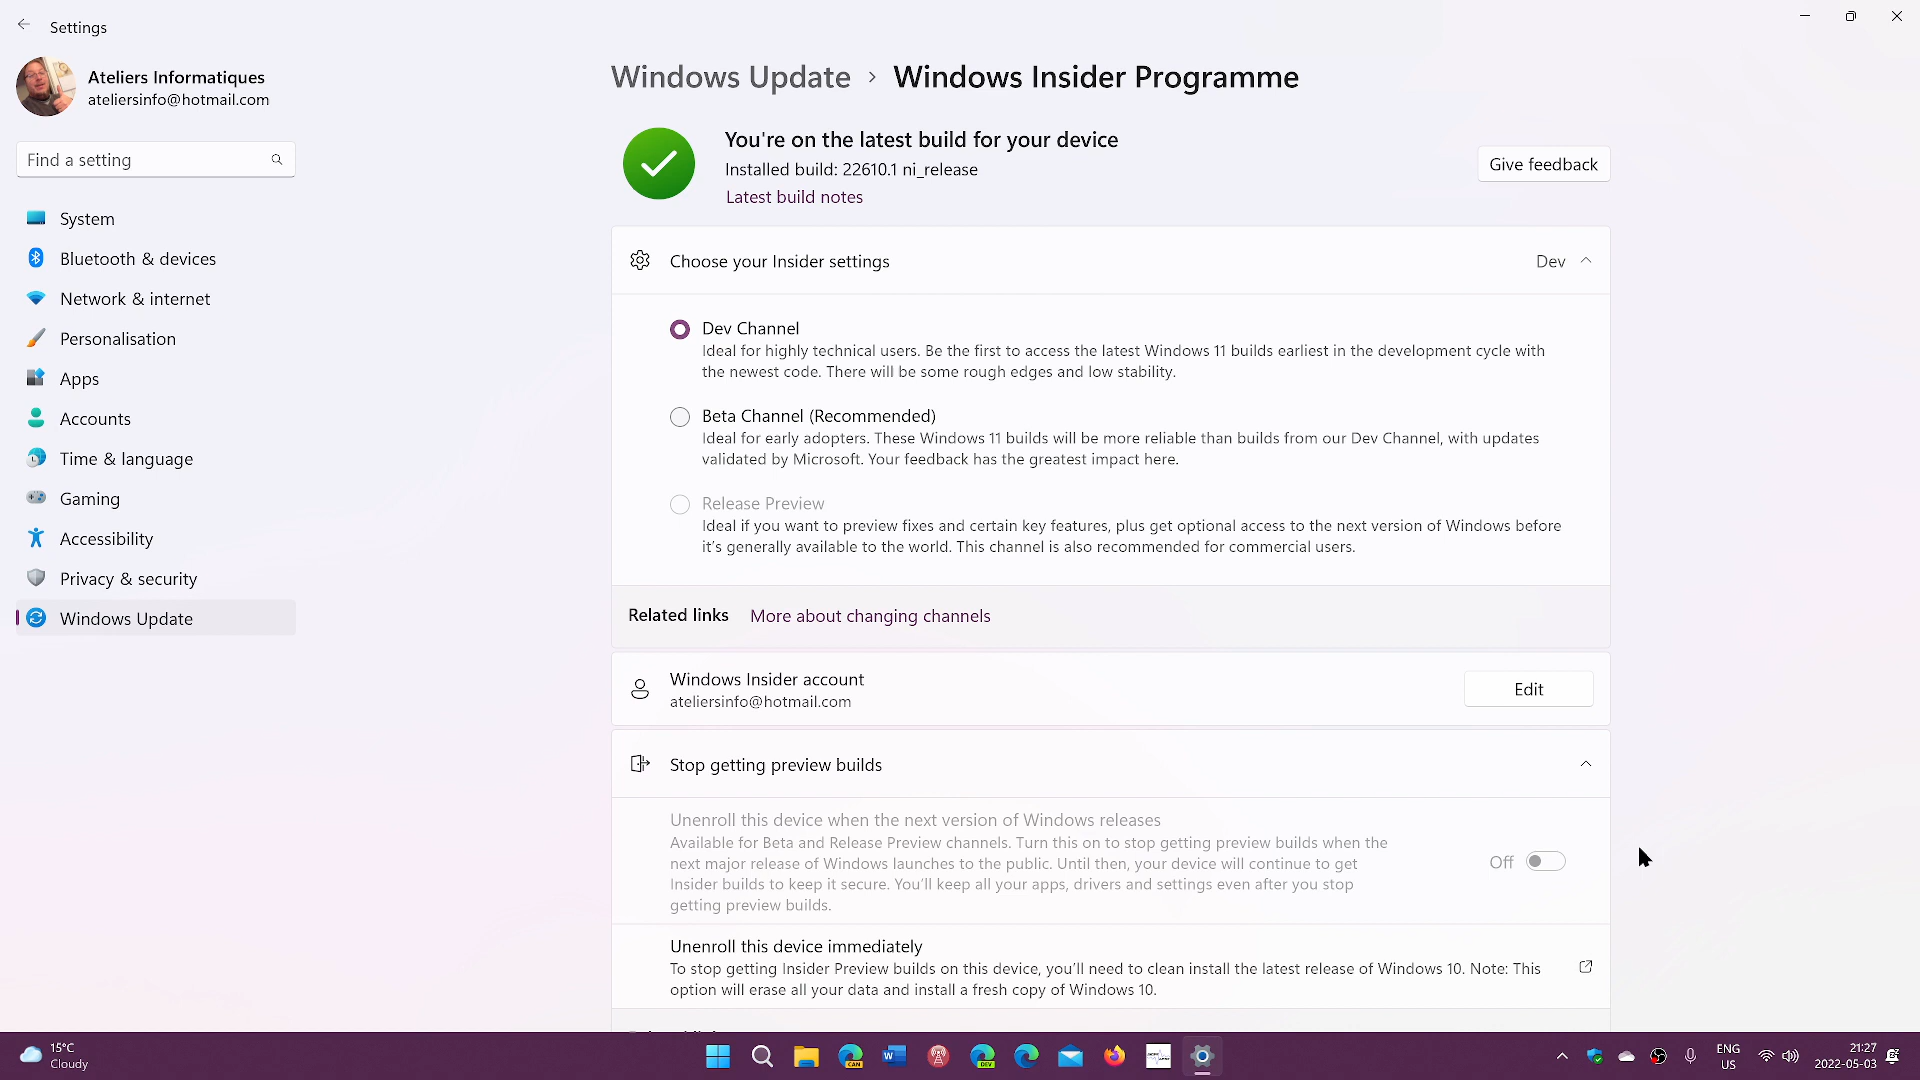 Settings
Ateliers Informatiques
ateliersinfo@hotmail.com
Find a setting
System
Bluetooth & devices
Network & internet
Personalisation
Apps
Accounts
Time & language
Gaming
Accessibility
Privacy & security
Windows Update
Windows Update > Windows Insider Programme
You're on the latest build for your device
Installed build: 22610.1 ni_release
Latest build notes
Give feedback
Choose your Insider settings
Dev
Dev Channel
Ideal for highly technical users. Be the first to access the latest Windows 11 builds earliest in the development cycle with
the newest code. There will be some rough edges and low stability.
Beta Channel (Recommended)
Ideal for early adopters. These Windows 11 builds will be more reliable than builds from our Dev Channel, with updates
validated by Microsoft. Your feedback has the greatest impact here.
Release Preview
Ideal if you want to preview fixes and certain key features, plus get optional access to the next version of Windows before
it's generally available to the world. This channel is also recommended for commercial users.
Related links More about changing channels
Windows Insider account
ateliersinfo@hotmail.com
Edit
Stop getting preview builds
Unenroll this device when the next version of Windows releases
Available for Beta and Release Preview channels. Turn this on to stop getting preview builds when the
next major release of Windows launches to the public. Until then, your device will continue to get
Insider builds to keep it secure. You'll keep all your apps, drivers and settings even after you stop
getting preview builds.
Off
Unenroll this device immediately
To stop getting Insider Preview builds on this device, you'll need to clean install the latest release of Windows 10. Note: This
option will erase all your data and install a fresh copy of Windows 10.
15°C
Cloudy
CAN
W
DEV
ENG
US
21:27
2022-05-03